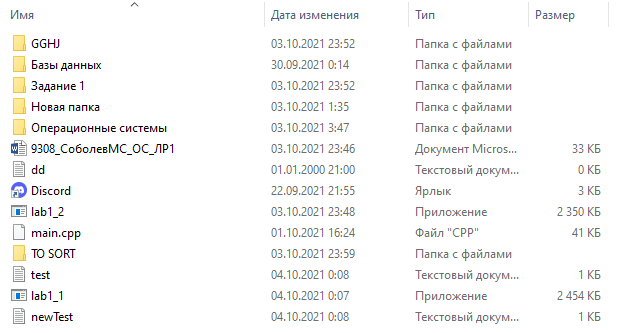 Имя Дата изменения Тип Размер
GGHJ 03.10.2021 23:52 Папка с файлами
Базы данных 30.09.2021 0:14 Папка с файлами
Задание 1 03.10.2021 23:52 Папка с файлами
Новая папка 03.10.2021 1:35 Папка с файлами
Операционные системы 03.10.2021 3:47 Папка с файлами
9308_СоболевМС_ОС_ЛР1 03.10.2021 23:46 Документ Micros... 33 КБ
dd 01.01.2000 21:00 Текстовый докум... 0 КБ
Discord 22.09.2021 21:55 Ярлык 3 КБ
lab1_2 03.10.2021 23:48 Приложение 2 350 КБ
main.cpp 01.10.2021 16:24 Файл "CPP" 41 КБ
TO SORT 03.10.2021 23:59 Папка с файлами
test 04.10.2021 0:08 Текстовый докум... 1 КБ
lab1_1 04.10.2021 0:07 Приложение 2 454 КБ
newTest 04.10.2021 0:08 Текстовый докум... 1 КБ